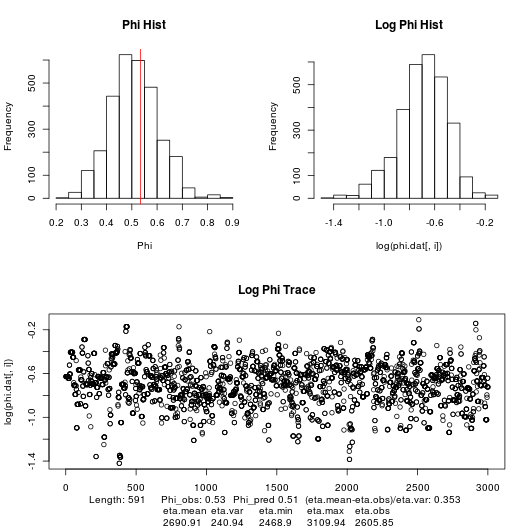 Phi Hist
Log Phi Hist
Frequency
0 100 300 500
0.2 0.3 0.4 0.5 0.6 0.7 0.8 0.9
Phi
Frequency
0 100 300 500
-1.4 -1.0 -0.6 -0.2
log(phi.dat[, i])
Log Phi Trace
log(phi.dat[, i])
-1.4 -1.0 -0.6 -0.2
0 500 1000 1500 2000 2500 3000
Length: 591 Phi_obs: 0.53 Phi_pred 0.51 (eta.mean-eta.obs)/eta.var: 0.353
eta.mean eta.var eta.min eta.max eta.obs
2690.91 240.94 2468.9 3109.94 2605.85